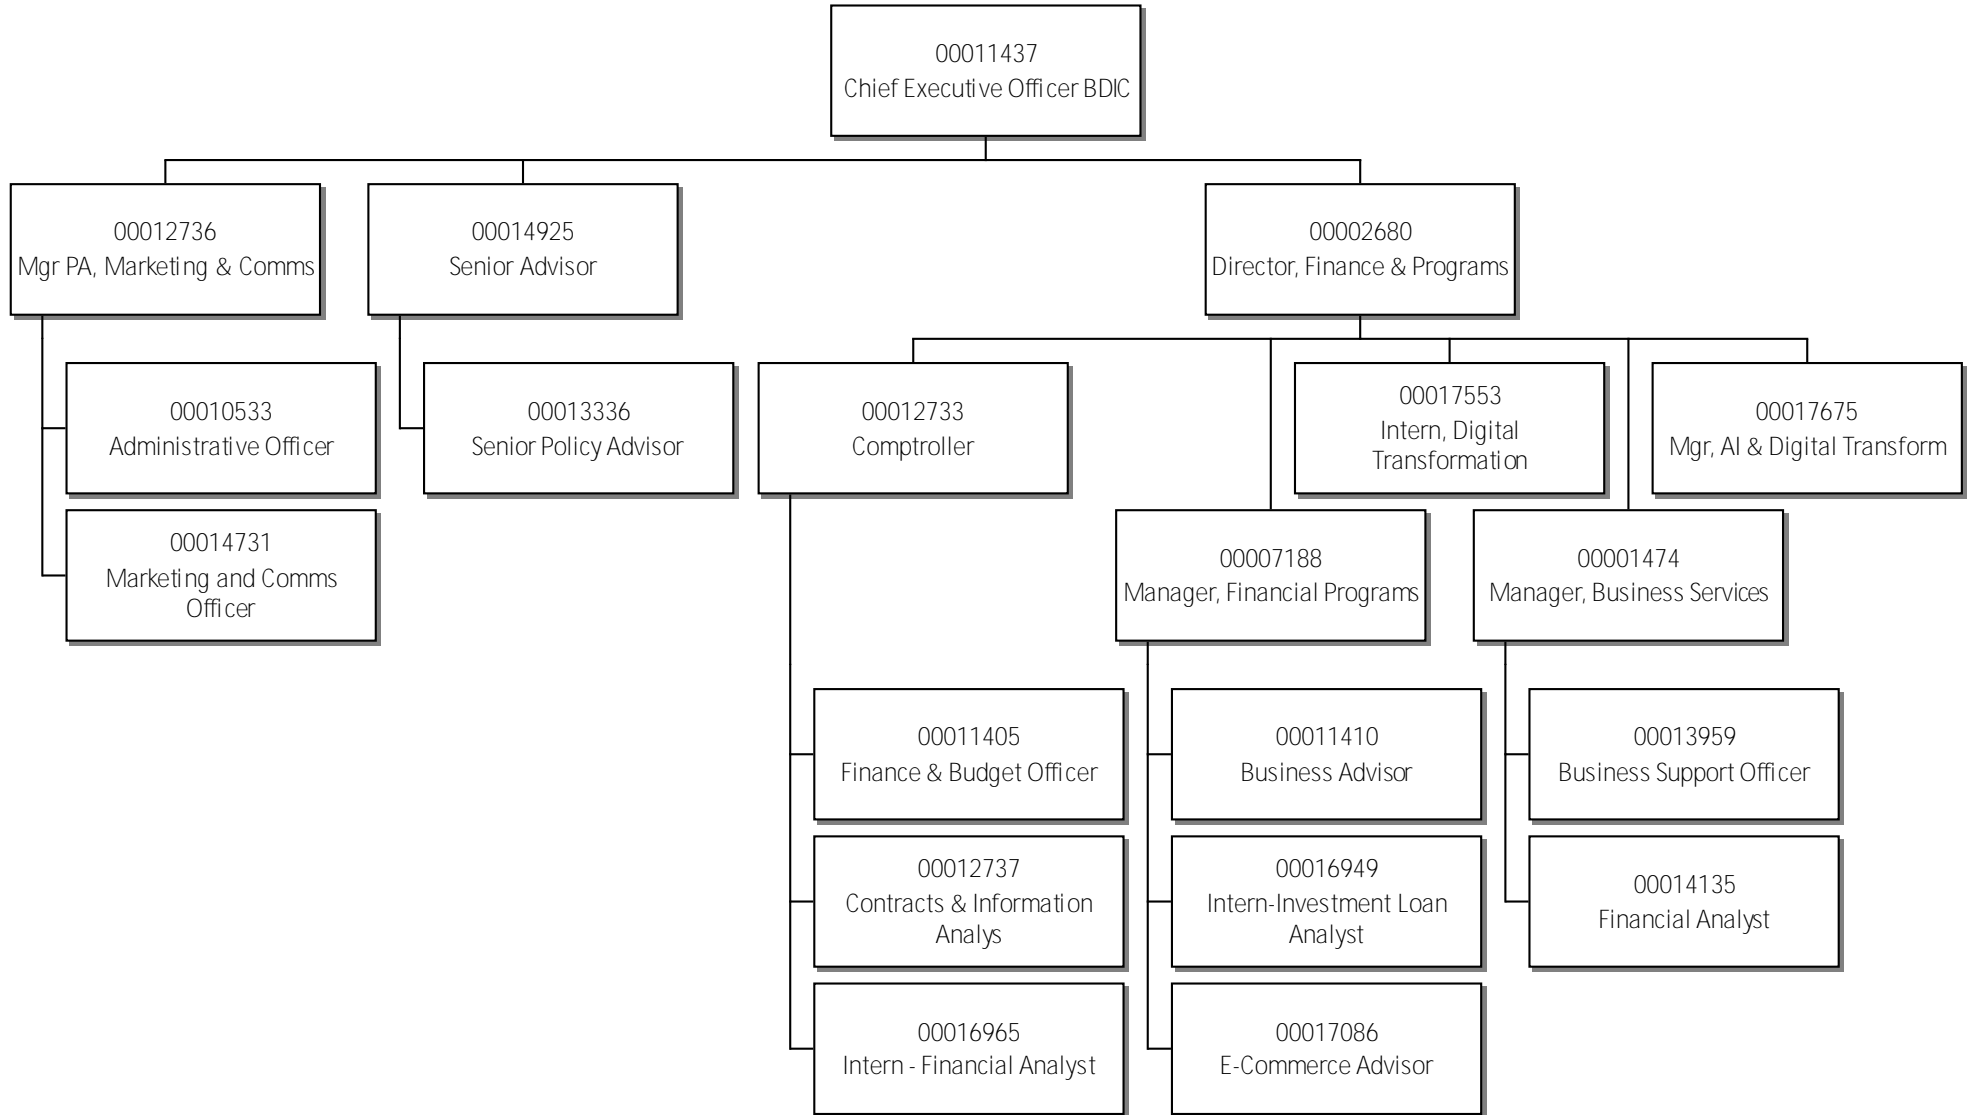 00011437
Chief Executive Officer BDIC
00012736
Mgr PA, Marketing & Comms
00014925
Senior Advisor
00002680
Director, Finance & Programs
00010533
Administrative Officer
00013336
Senior Policy Advisor
00012733
Comptroller
00017553
Intern, Digital
Transformation
00017675
Mgr, AI & Digital Transform
00014731
Marketing and Comms
Officer
00007188
Manager, Financial Programs
00001474
Manager, Business Services
00011405
Finance & Budget Officer
00011410
Business Advisor
00013959
Business Support Officer
00012737
Contracts & Information
Analys
00016949
Intern-Investment Loan
Analyst
00014135
Financial Analyst
00016965
Intern - Financial Analyst
00017086
E-Commerce Advisor